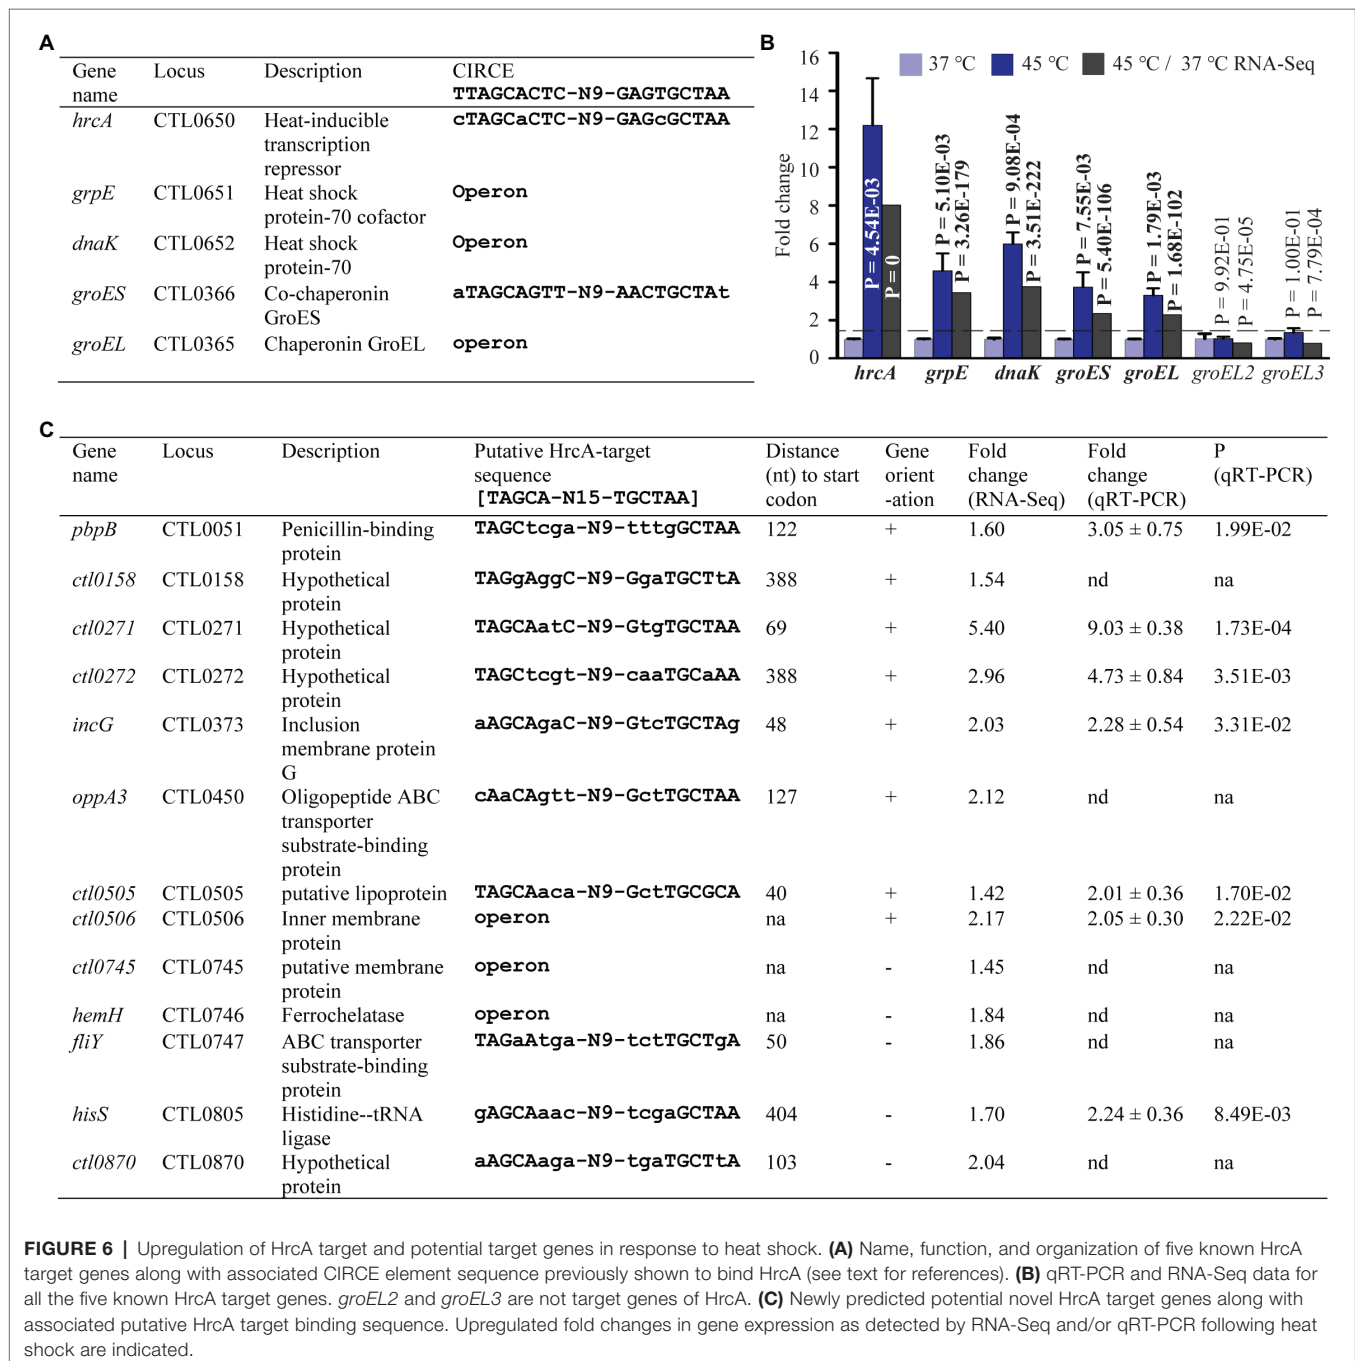 A
Gene name Locus Description CIRCE
TTAGCACTC-N9-GAGTGCTAA
hrcA CTL0650 Heat-inducible transcription repressor cTAGCaCTC-N9-GAGcGCTAA
grpE CTL0651 Heat shock protein-70 cofactor Operon
dnaK CTL0652 Heat shock protein-70 Operon
groES CTL0366 Co-chaperonin GroES aTAGCAGTT-N9-AACTGCTAt
groEL CTL0365 Chaperonin GroEL operon
B
37 °C 45 °C 45 °C / 37 °C RNA-Seq
Fold change
16
14
12
10
8
6
4
2
0
P = 4.54E-03
P = 0
P = 5.10E-03
P = 3.26E-179
P = 9.08E-04
P = 3.51E-222
P = 7.55E-03
P = 5.40E-106
P = 1.79E-03
P = 1.68E-102
P = 9.92E-01
P = 4.75E-05
P = 1.00E-01
P = 7.79E-04
hrcA grpE dnaK groES groEL groEL2 groEL3
C
Gene name Locus Description Putative HrcA-target sequence [TAGCA-N15-TGCTAA] Distance (nt) to start codon Gene orient -ation Fold change (RNA-Seq) Fold change (qRT-PCR) P (qRT-PCR)
pbpB CTL0051 Penicillin-binding protein TAGCtcga-N9-tttgGCTAA 122 + 1.60 3.05 ± 0.75 1.99E-02
ctl0158 CTL0158 Hypothetical protein TAGgAggC-N9-GgaTGCTtA 388 + 1.54 nd na
ctl0271 CTL0271 Hypothetical protein TAGCAatC-N9-GtgTGCTAA 69 + 5.40 9.03 ± 0.38 1.73E-04
ctl0272 CTL0272 Hypothetical protein TAGCtcgt-N9-caaTGCaAA 388 + 2.96 4.73 ± 0.84 3.51E-03
incG CTL0373 Inclusion membrane protein G aAGCAgaC-N9-GtcTGCTAg 48 + 2.03 2.28 ± 0.54 3.31E-02
oppA3 CTL0450 Oligopeptide ABC transporter substrate-binding protein cAaCAgtt-N9-GctTGCTAA 127 + 2.12 nd na
ctl0505 CTL0505 putative lipoprotein TAGCAaca-N9-GctTGCGCA 40 + 1.42 2.01 ± 0.36 1.70E-02
ctl0506 CTL0506 Inner membrane protein operon na + 2.17 2.05 ± 0.30 2.22E-02
ctl0745 CTL0745 putative membrane protein operon na - 1.45 nd na
hemH CTL0746 Ferrochelatase operon na - 1.84 nd na
fliY CTL0747 ABC transporter substrate-binding protein TAGaAtga-N9-tctTGCTgA 50 - 1.86 nd na
hisS CTL0805 Histidine--tRNA ligase gAGCAaac-N9-tcgaGCTAA 404 - 1.70 2.24 ± 0.36 8.49E-03
ctl0870 CTL0870 Hypothetical protein aAGCAaga-N9-tgaTGCTtA 103 - 2.04 nd na
FIGURE 6 | Upregulation of HrcA target and potential target genes in response to heat shock. (A) Name, function, and organization of five known HrcA
target genes along with associated CIRCE element sequence previously shown to bind HrcA (see text for references). (B) qRT-PCR and RNA-Seq data for
all the five known HrcA target genes. groEL2 and groEL3 are not target genes of HrcA. (C) Newly predicted potential novel HrcA target genes along with
associated putative HrcA target binding sequence. Upregulated fold changes in gene expression as detected by RNA-Seq and/or qRT-PCR following heat
shock are indicated.